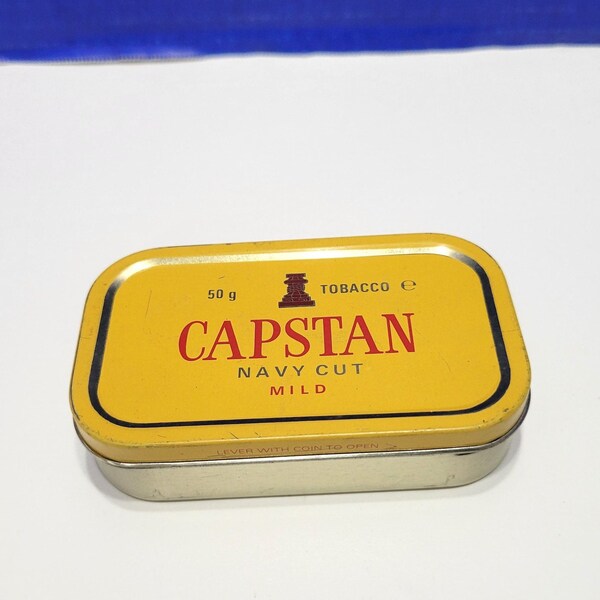 50 g TOBACCO ℮
CAPSTAN
NAVY CUT
MILD
LEVER WITH COIN TO OPEN